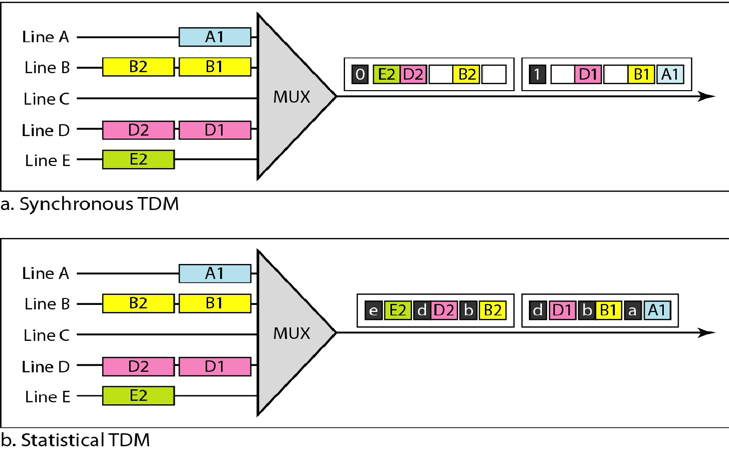 Line A A1
Line B B2 B1
Line C MUX
Line D D2 D1
Line E E2
0 E2 D2 B2 1 D1 B1 A1
a. Synchronous TDM
Line A A1
Line B B2 B1
Line C MUX
Line D D2 D1
Line E E2
e E2 d D2 b B2 d D1 b B1 a A1
b. Statistical TDM